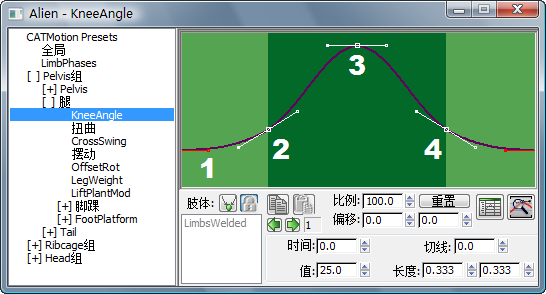 Alien - KneeAngle
CATMotion Presets
全局
LimbPhases
[ ] Pelvis组
[+] Pelvis
[ ] 腿
KneeAngle
扭曲
CrossSwing
摆动
OffsetRot
LegWeight
LiftPlantMod
[+] 脚踝
[+] FootPlatform
[+] Tail
[+] Ribcage组
[+] Head组
1
2
3
4
肢体:
LimbsWelded
1
比例: 100.0 重置
偏移: 0.0 0.0
时间: 0.0 切线: 0.0
值: 25.0 长度: 0.333 0.333